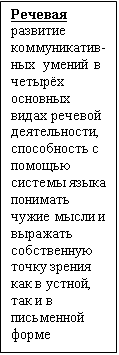 Речевая
развитие
коммуникатив-
ных умений в
четырёх
основных
видах речевой
деятельности,
способность с
помощью
системы языка
понимать
чужие мысли и
выражать
собственную
точку зрения
как в устной,
так и в
письменной
форме